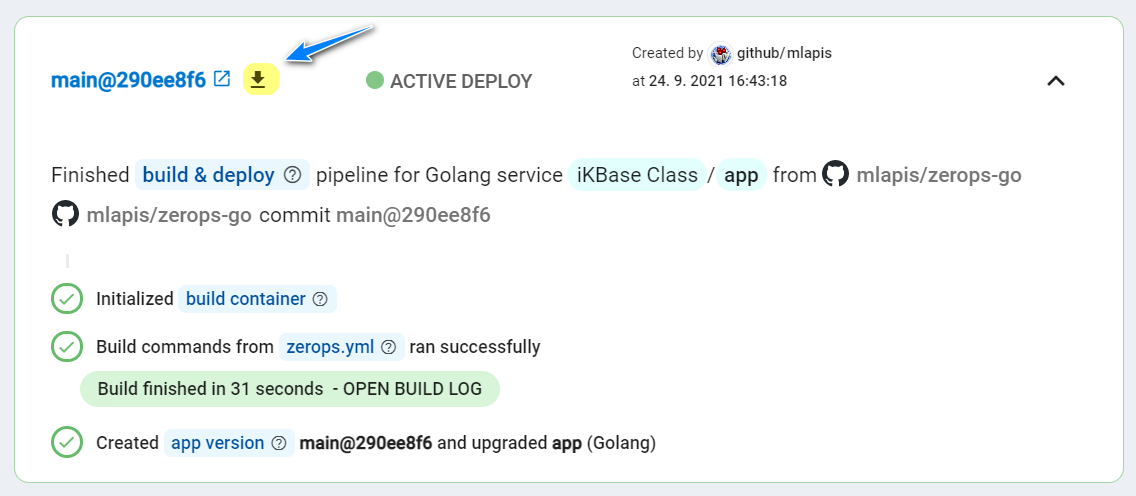 main@290ee8f6
ACTIVE DEPLOY
Created by github/mlapis
at 24. 9. 2021 16:43:18
Finished build & deploy pipeline for Golang service iKBase Class/app from mlapis/zerops-go
mlapis/zerops-go commit main@290ee8f6
Initialized build container
Build commands from zerops.yml ran successfully
Build finished in 31 seconds - OPEN BUILD LOG
Created app version main@290ee8f6 and upgraded app (Golang)